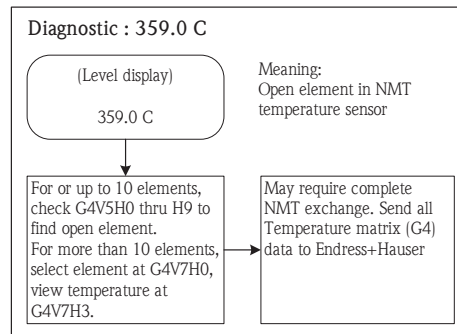 Diagnostic : 359.0 C
(Level display)
359.0 C
Meaning:
Open element in NMT
temperature sensor
For or up to 10 elements,
check G4V5H0 thru H9 to
find open element.
For more than 10 elements,
select element at G4V7H0,
view temperature at
G4V7H3.
May require complete
NMT exchange. Send all
Temperature matrix (G4)
data to Endress+Hauser